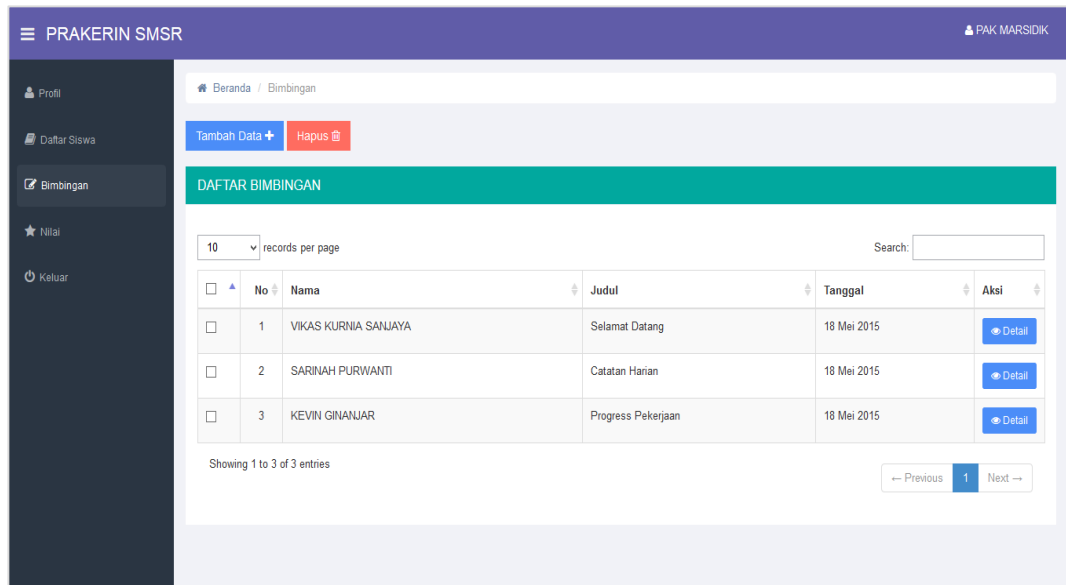 PRAKERIN SMSR
PAK MARSIDIK
Profil
Daftar Siswa
Bimbingan
Nilai
Keluar
Beranda / Bimbingan
Tambah Data
Hapus
DAFTAR BIMBINGAN
10 records per page
Search:
No Nama Judul Tanggal Aksi
1 VIKAS KURNIA SANJAYA Selamat Datang 18 Mei 2015 Detail
2 SARINAH PURWANTI Catatan Harian 18 Mei 2015 Detail
3 KEVIN GINANJAR Progress Pekerjaan 18 Mei 2015 Detail
Showing 1 to 3 of 3 entries
← Previous 1 Next →